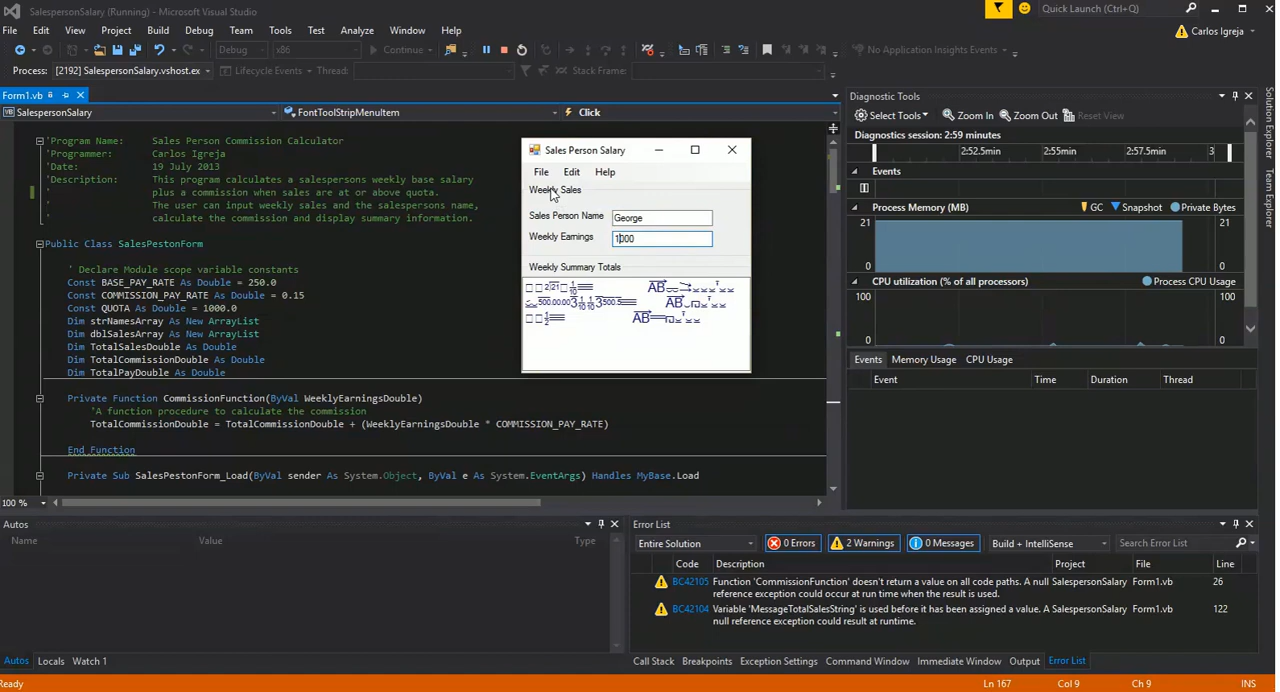 SalespersonSalary (Running) - Microsoft Visual Studio
Quick Launch (Ctrl+Q)
File Edit View Project Build Debug Team Tools Test Analyze Window Help
Carlos Igreja
Debug x86 Continue No Application Insights Events
Process: [2192] SalespersonSalary.vshost.ex Lifecycle Events Thread: Stack Frame:
Form1.vb
SalespersonSalary FontToolStripMenuItem Click
'Program Name: Sales Person Commission Calculator
'Programmer: Carlos Igreja
'Date: 19 July 2013
'Description: This program calculates a salespersons weekly base salary
' plus a commission when sales are at or above quota.
' The user can input weekly sales and the salespersons name,
' calculate the commission and display summary information.
Public Class SalesPestonForm
' Declare Module scope variable constants
Const BASE_PAY_RATE As Double = 250.0
Const COMMISSION_PAY_RATE As Double = 0.15
Const QUOTA As Double = 1000.0
Dim strNamesArray As New ArrayList
Dim dblSalesArray As New ArrayList
Dim TotalSalesDouble As Double
Dim TotalCommissionDouble As Double
Dim TotalPayDouble As Double
Private Function CommissionFunction(ByVal WeeklyEarningsDouble)
'A function procedure to calculate the commission
TotalCommissionDouble = TotalCommissionDouble + (WeeklyEarningsDouble * COMMISSION_PAY_RATE)
End Function
Private Sub SalesPestonForm_Load(ByVal sender As System.Object, ByVal e As System.EventArgs) Handles MyBase.Load
100 %
Sales Person Salary
File Edit Help
Weekly Sales
Sales Person Name George
Weekly Earnings 1000
Weekly Summary Totals
Diagnostic Tools
Select Tools Zoom In Zoom Out Reset View
Diagnostics session: 2:59 minutes
2:52.5min 2:55min 2:57.5min 3
Events
Process Memory (MB) GC Snapshot Private Bytes
21 21
0 0
CPU utilization (% of all processors) Process CPU
100 100
0 0
Events Memory Usage CPU Usage
Event Time Duration Thread
Solution Explorer
Team Explorer
Autos
Name Value Type
Autos Locals Watch 1
Error List
Entire Solution 0 Errors 2 Warnings 0 Messages Build + IntelliSense Search Error List
Code Description Project File Line
BC42105 Function 'CommissionFunction' doesn't return a value on all code paths. A null SalespersonSalary Form1.vb 26
reference exception could occur at run time when the result is used.
BC42104 Variable 'MessageTotalSalesString' is used before it has been assigned a value. A SalespersonSalary Form1.vb 122
null reference exception could result at runtime.
Call Stack Breakpoints Exception Settings Command Window Immediate Window Output Error List
Ready Ln 167 Col 9 Ch 9 INS